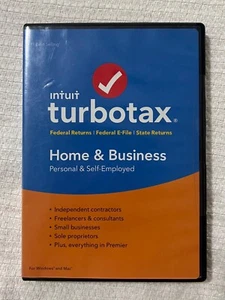 intuit
turbotax®
Federal Returns | Federal E-File | State Returns
Home & Business
Personal & Self-Employed
• Independent contractors
• Freelancers & consultants
• Small businesses
• Sole proprietors
• Plus, everything in Premier
For Windows® and Mac®